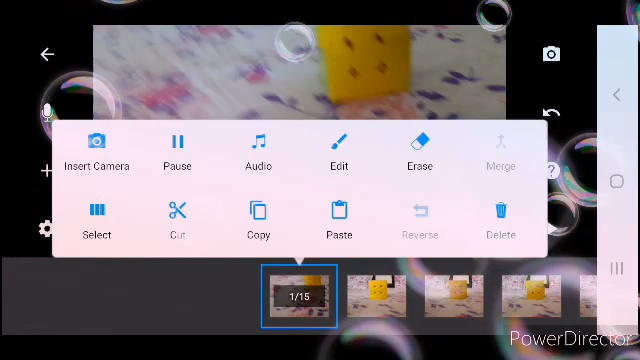 Insert Camera
Pause
Audio
Edit
Erase
Merge
Select
Cut
Copy
Paste
Reverse
Delete
1/15
PowerDirector